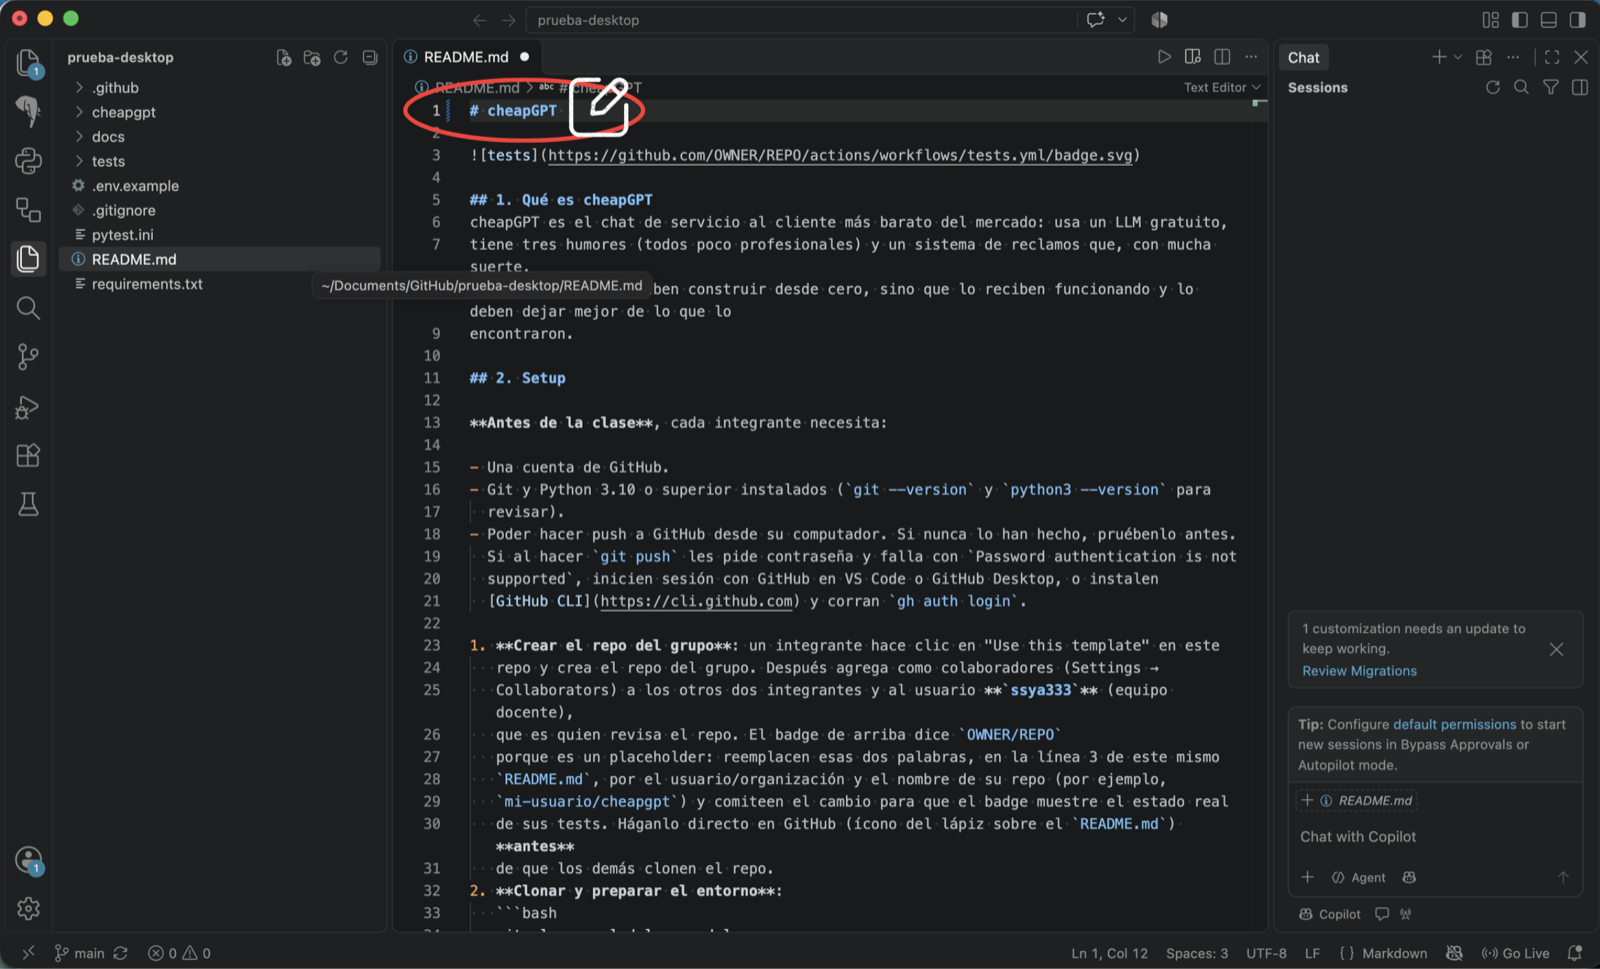 prueba-desktop
prueba-desktop
.github
cheapgpt
docs
tests
.env.example
.gitignore
pytest.ini
README.md
requirements.txt
1
1
README.md
README.md > abc #
Text Editor
1 # cheapGPT
2
3 ![tests](https://github.com/OWNER/REPO/actions/workflows/tests.yml/badge.svg)
4
5 ## 1. Qué es cheapGPT
6 cheapGPT es el chat de servicio al cliente más barato del mercado: usa un LLM gratuito,
7 tiene tres humores (todos poco profesionales) y un sistema de reclamos que, con mucha
suerte.
~/Documents/GitHub/prueba-desktop/README.md
ben construir desde cero, sino que lo reciben funcionando y lo
deben dejar mejor de lo que lo
9 encontraron.
10
11 ## 2. Setup
12
13 **Antes de la clase**, cada integrante necesita:
14
15 - Una cuenta de GitHub.
16 - Git y Python 3.10 o superior instalados (`git --version` y `python3 --version` para
17 revisar).
18 - Poder hacer push a GitHub desde su computador. Si nunca lo han hecho, pruébenlo antes.
19 Si al hacer `git push` les pide contraseña y falla con `Password authentication is not
20 supported`, inicien sesión con GitHub en VS Code o GitHub Desktop, o instalen
21 [GitHub CLI](https://cli.github.com) y corran `gh auth login`.
22
23 1. **Crear el repo del grupo**: un integrante hace clic en "Use this template" en este
24 repo y crea el repo del grupo. Después agrega como colaboradores (Settings →
25 Collaborators) a los otros dos integrantes y al usuario **`ssya333`** (equipo
docente),
26 que es quien revisa el repo. El badge de arriba dice `OWNER/REPO`
27 porque es un placeholder: reemplacen esas dos palabras, en la línea 3 de este mismo
28 `README.md`, por el usuario/organización y el nombre de su repo (por ejemplo,
29 `mi-usuario/cheapgpt`) y comiteen el cambio para que el badge muestre el estado real
30 de sus tests. Háganlo directo en GitHub (ícono del lápiz sobre el `README.md`)
**antes**
31 de que los demás clonen el repo.
32 2. **Clonar y preparar el entorno**:
33 ```bash
Chat
Sessions
1 customization needs an update to
keep working.
Review Migrations
Tip: Configure default permissions to start
new sessions in Bypass Approvals or
Autopilot mode.
README.md
Chat with Copilot
Agent
Copilot
main
0 0
Ln 1, Col 12
Spaces: 3
UTF-8
LF
{ } Markdown
Go Live